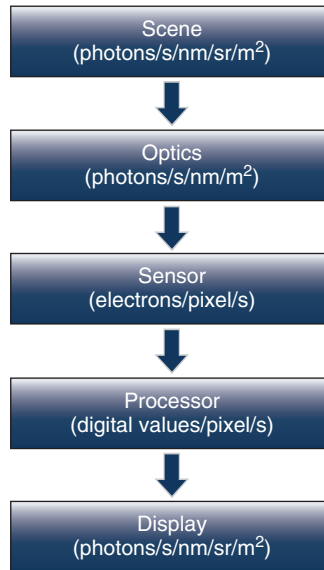 Scene
(photons/s/nm/sr/m²)
Optics
(photons/s/nm/m²)
Sensor
(electrons/pixel/s)
Processor
(digital values/pixel/s)
Display
(photons/s/nm/sr/m²)